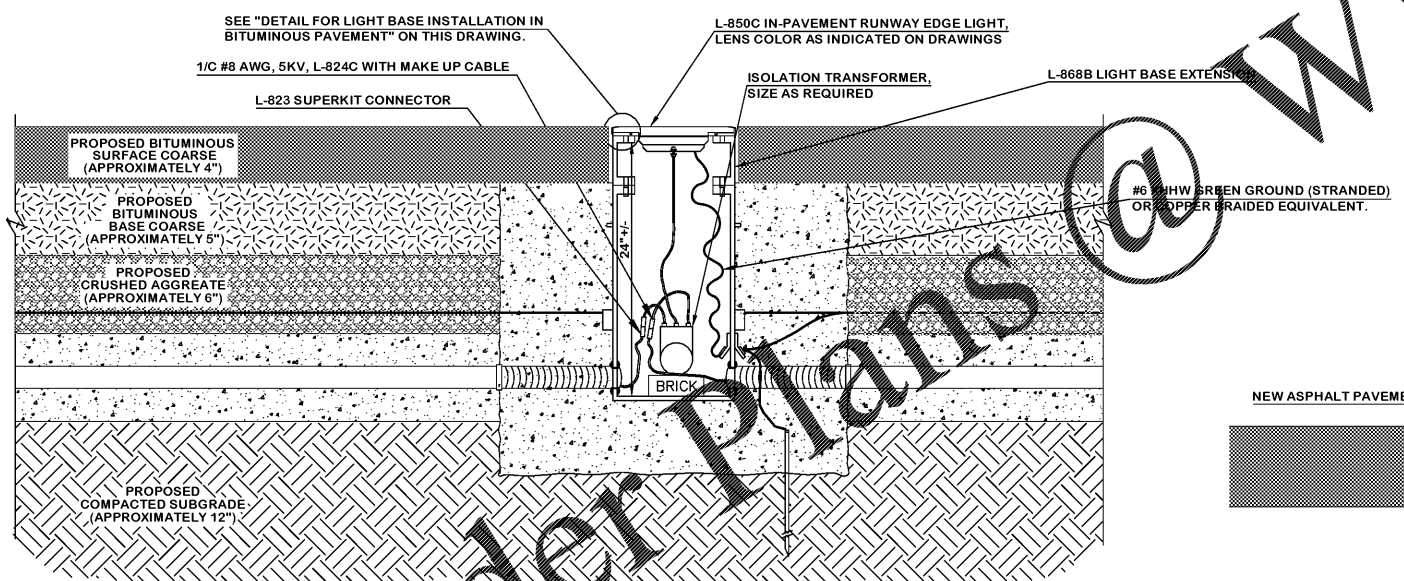 SEE "DETAIL FOR LIGHT BASE INSTALLATION IN
BITUMINOUS PAVEMENT" ON THIS DRAWING.
L-850C IN-PAVEMENT RUNWAY EDGE LIGHT,
LENS COLOR AS INDICATED ON DRAWINGS
1/C #8 AWG, 5KV, L-824C WITH MAKE UP CABLE
ISOLATION TRANSFORMER,
SIZE AS REQUIRED
L-868B LIGHT BASE EXTENSION
L-823 SUPERKIT CONNECTOR
PROPOSED BITUMINOUS
SURFACE COARSE
(APPROXIMATELY 4")
PROPOSED
BITUMINOUS
BASE COARSE
(APPROXIMATELY 5")
24"+/-
#6 XHHW GREEN GROUND (STRANDED)
OR COPPER BRAIDED EQUIVALENT.
PROPOSED
CRUSHED AGGREATE
(APPROXIMATELY 6")
BRICK
NEW ASPHALT PAVEME
PROPOSED
COMPACTED SUBGRADE
(APPROXIMATELY 12")
der Plans @ W